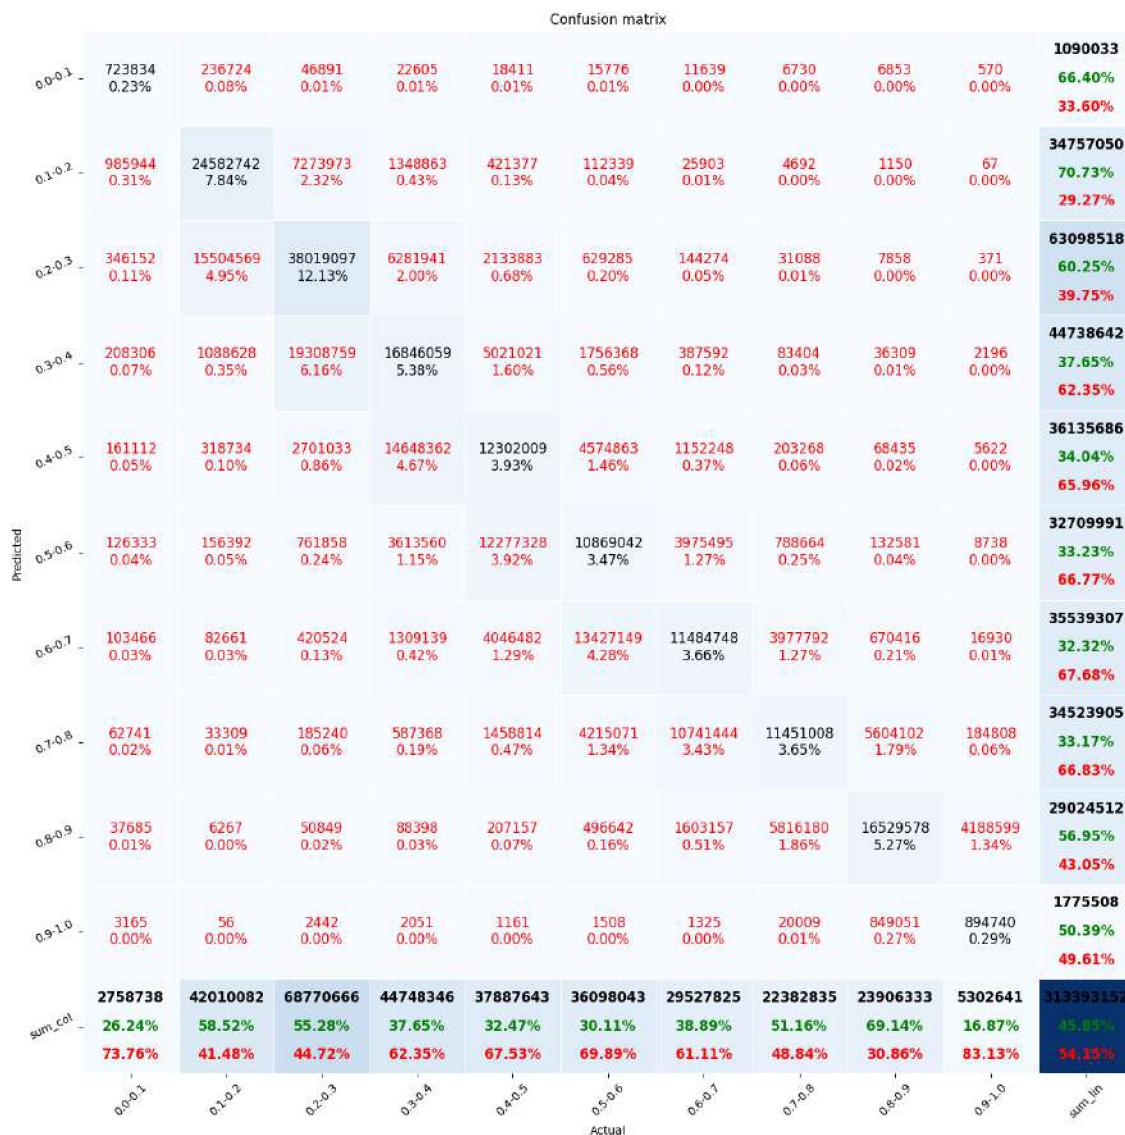 Confusion matrix
1090033
723834 236724 46891 22605 18411 15776 11639 6730 6853 570
0.0-0.1 66.40%
0.23% 0.08% 0.01% 0.01% 0.01% 0.01% 0.00% 0.00% 0.00% 0.00%
33.60%
34757050
985944 24582742 7273973 1348863 421377 112339 25903 4692 1150 67
0.1-0.2 70.73%
0.31% 7.84% 2.32% 0.43% 0.13% 0.04% 0.01% 0.00% 0.00% 0.00%
29.27%
63098518
346152 15504569 38019097 6281941 2133883 629285 144274 31088 7858 371
0.2-0.3 60.25%
0.11% 4.95% 12.13% 2.00% 0.68% 0.20% 0.05% 0.01% 0.00% 0.00%
39.75%
44738642
208306 1088628 19308759 16846059 5021021 1756368 387592 83404 36309 2196
0.3-0.4 37.65%
0.07% 0.35% 6.16% 5.38% 1.60% 0.56% 0.12% 0.03% 0.01% 0.00%
62.35%
36135686
161112 318734 2701033 14648362 12302009 4574863 1152248 203268 68435 5622
0.4-0.5 34.04%
0.05% 0.10% 0.86% 4.67% 3.93% 1.46% 0.37% 0.06% 0.02% 0.00%
65.96%
Predicted
32709991
126333 156392 761858 3613560 12277328 10869042 3975495 788664 132581 8738
0.5-0.6 33.23%
0.04% 0.05% 0.24% 1.15% 3.92% 3.47% 1.27% 0.25% 0.04% 0.00%
66.77%
35539307
103466 82661 420524 1309139 4046482 13427149 11484748 3977792 670416 16930
0.6-0.7 32.32%
0.03% 0.03% 0.13% 0.42% 1.29% 4.28% 3.66% 1.27% 0.21% 0.01%
67.68%
34523905
62741 33309 185240 587368 1458814 4215071 10741444 11451008 5604102 184808
0.7-0.8 33.17%
0.02% 0.01% 0.06% 0.19% 0.47% 1.34% 3.43% 3.65% 1.79% 0.06%
66.83%
29024512
37685 6267 50849 88398 207157 496642 1603157 5816180 16529578 4188599
0.8-0.9 56.95%
0.01% 0.00% 0.02% 0.03% 0.07% 0.16% 0.51% 1.86% 5.27% 1.34%
43.05%
1775508
3165 56 2442 2051 1161 1508 1325 20009 849051 894740
0.9-1.0 50.39%
0.00% 0.00% 0.00% 0.00% 0.00% 0.00% 0.00% 0.01% 0.27% 0.29%
49.61%
2758738 42010082 68770666 44748346 37887643 36098043 29527825 22382835 23906333 5302641 313393152
sum_col 26.24% 58.52% 55.28% 37.65% 32.47% 30.11% 38.89% 51.16% 69.14% 16.87% 45.85%
73.76% 41.48% 44.72% 62.35% 67.53% 69.89% 61.11% 48.84% 30.86% 83.13% 54.15%
0.0-0.1 0.1-0.2 0.2-0.3 0.3-0.4 0.4-0.5 0.5-0.6 0.6-0.7 0.7-0.8 0.8-0.9 0.9-1.0 sum_lin
Actual